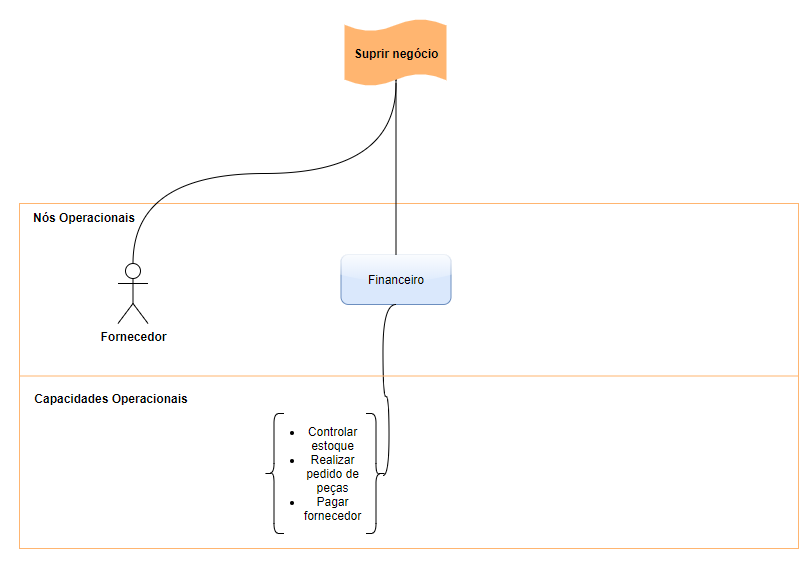 Suprir negócio
Nós Operacionais
Financeiro
Fornecedor
Capacidades Operacionais
• Controlar
estoque
• Realizar
pedido de
peças
• Pagar
fornecedor